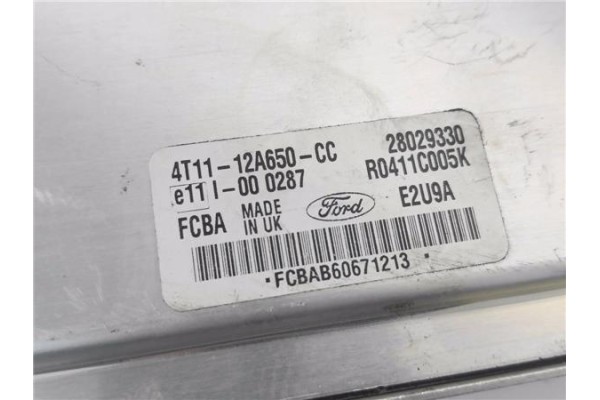 4T11-12A650-CC 28029330
e11 I-00 0287 R0411C005K
FCBA MADE IN UK Ford E2U9A
·FCBAB60671213·